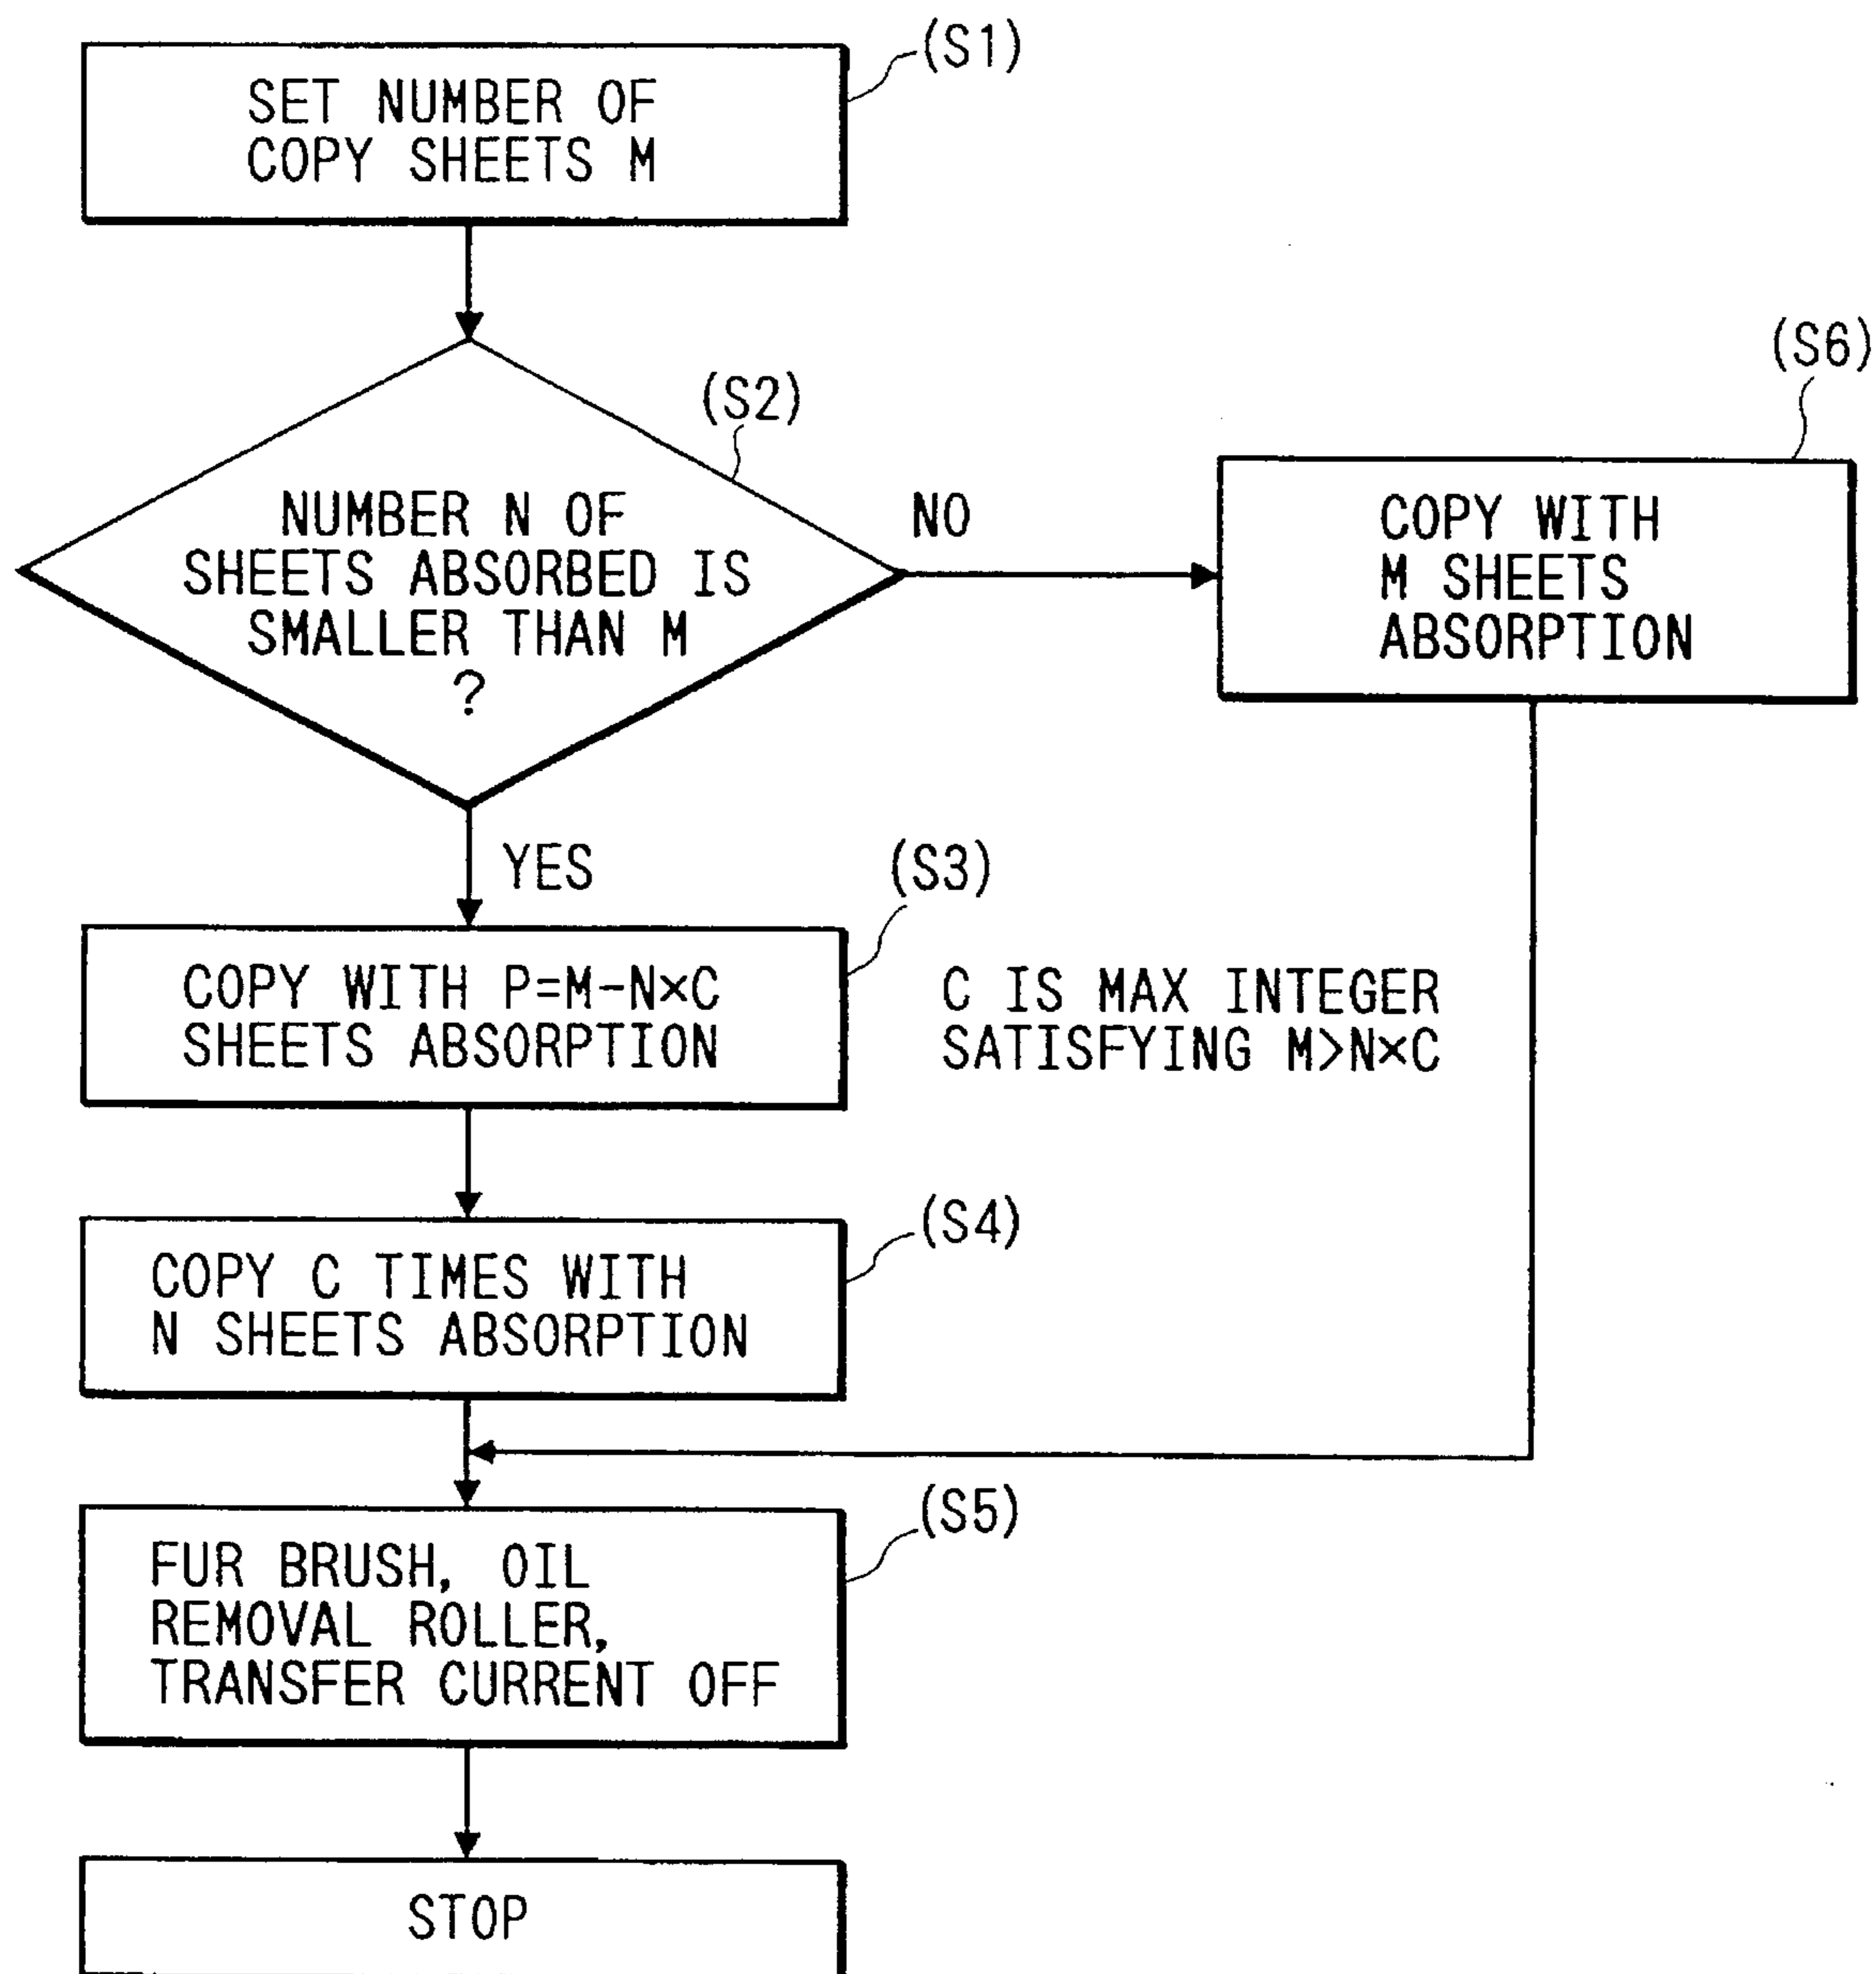 (S1)
SET NUMBER OF
COPY SHEETS M
(S2)
NUMBER N OF
SHEETS ABSORBED IS
SMALLER THAN M
?
NO
(S6)
COPY WITH
M SHEETS
ABSORPTION
YES
(S3)
COPY WITH P=M-N×C
SHEETS ABSORPTION
C IS MAX INTEGER
SATISFYING M>N×C
(S4)
COPY C TIMES WITH
N SHEETS ABSORPTION
(S5)
FUR BRUSH, OIL
REMOVAL ROLLER,
TRANSFER CURRENT OFF
STOP